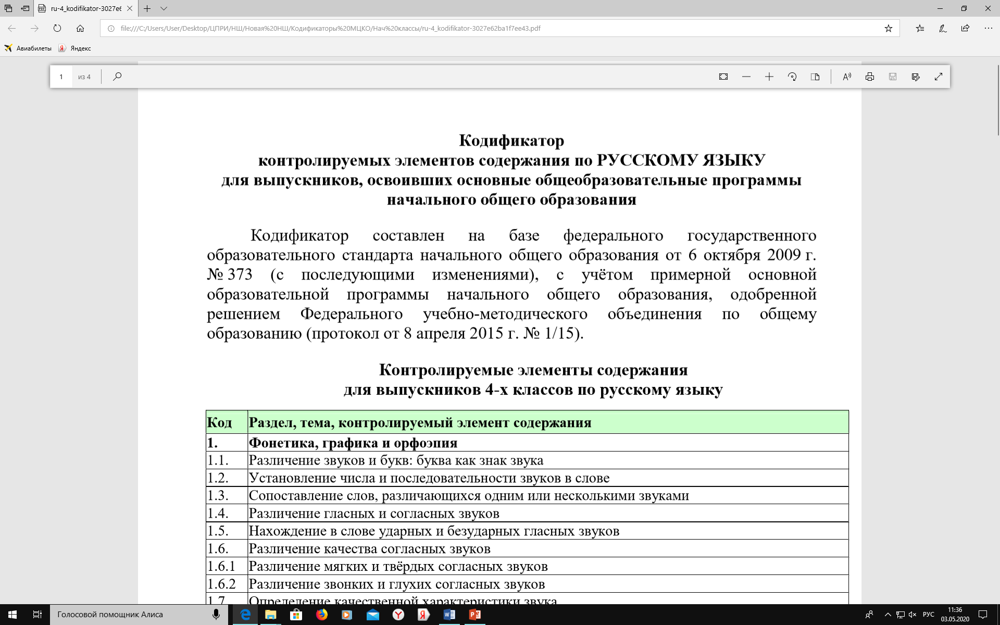 ru-4_kodifikator-3027e6
file:///C:/Users/User/Desktop/ЦПРИ/НШ/Новая%20НШ/Кодификаторы%20МЦКО/Нач%20классы/ru-4_kodifikator-3027e62ba1f7ee43.pdf
Авиабилеты Яндекс
1 из 4
Кодификатор
контролируемых элементов содержания по РУССКОМУ ЯЗЫКУ
для выпускников, освоивших основные общеобразовательные программы
начального общего образования
Кодификатор составлен на базе федерального государственного
образовательного стандарта начального общего образования от 6 октября 2009 г.
№ 373 (с последующими изменениями), с учётом примерной основной
образовательной программы начального общего образования, одобренной
решением Федерального учебно-методического объединения по общему
образованию (протокол от 8 апреля 2015 г. № 1/15).
Контролируемые элементы содержания
для выпускников 4-х классов по русскому языку
Код Раздел, тема, контролируемый элемент содержания
1. Фонетика, графика и орфоэпия
1.1. Различение звуков и букв: буква как знак звука
1.2. Установление числа и последовательности звуков в слове
1.3. Сопоставление слов, различающихся одним или несколькими звуками
1.4. Различение гласных и согласных звуков
1.5. Нахождение в слове ударных и безударных гласных звуков
1.6. Различение качества согласных звуков
1.6.1 Различение мягких и твёрдых согласных звуков
1.6.2 Различение звонких и глухих согласных звуков
1.7 Определение качественной характеристики звука
Голосовой помощник Алиса
РУС
11:36
03.05.2020